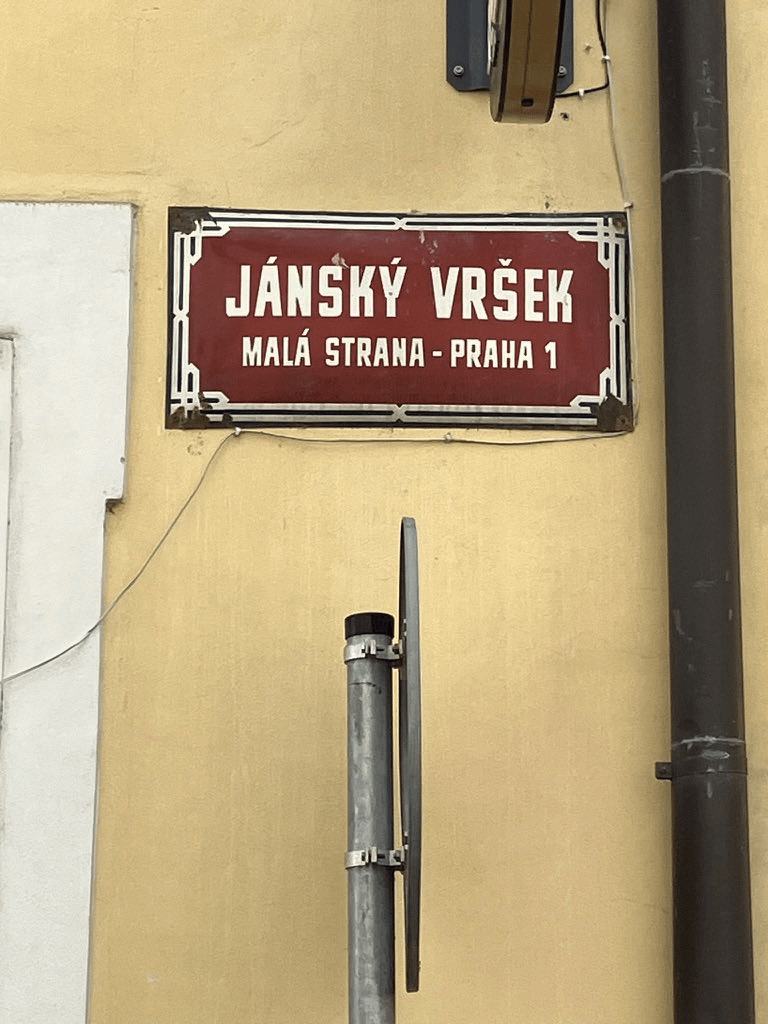 JÁNSKÝ VRŠEK
MALÁ STRANA - PRAHA 1